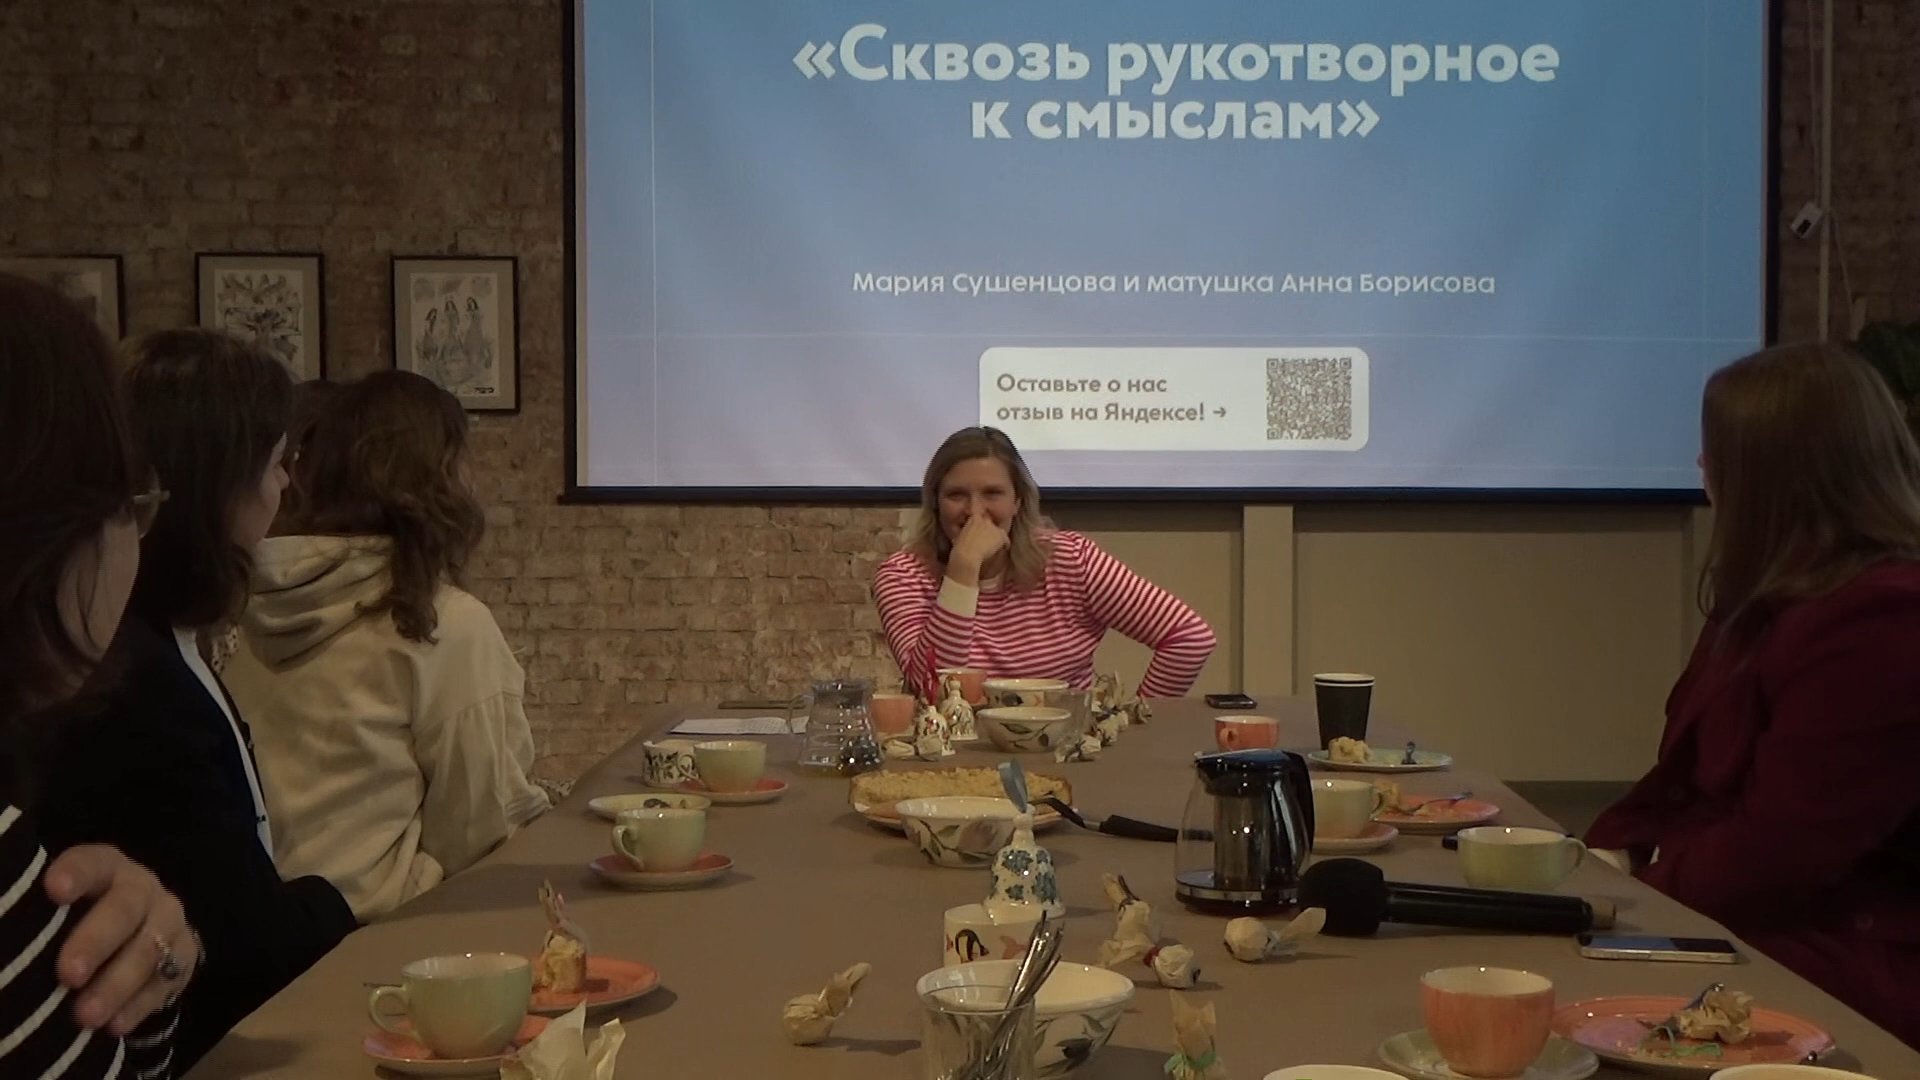 «Сквозь рукотворное
к смыслам»
Мария Сушенцова и матушка Анна Борисова
Оставьте о нас
отзыв на Яндексе! →